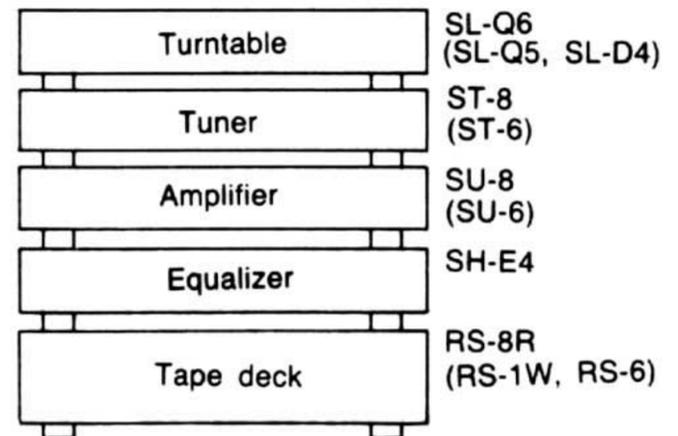 Turntable
SL-Q6
(SL-Q5, SL-D4)
Tuner
ST-8
(ST-6)
Amplifier
SU-8
(SU-6)
Equalizer
SH-E4
Tape deck
RS-8R
(RS-1W, RS-6)